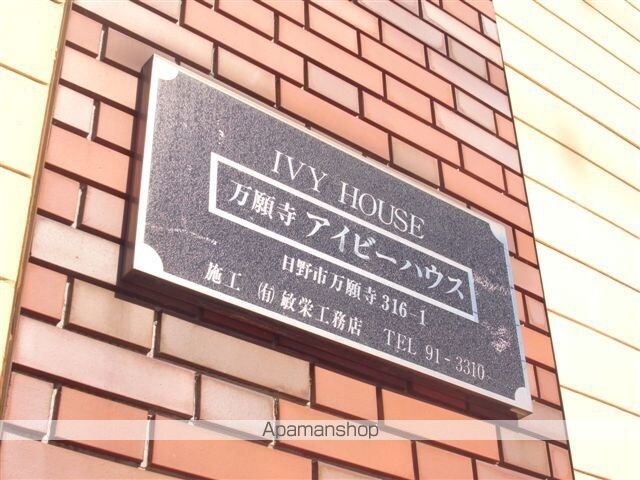 IVY HOUSE
万願寺 アイビーハウス
日野市万願寺316-1
施工 ㈲ 敏栄工務店 TEL 91-3310
Apamanshop